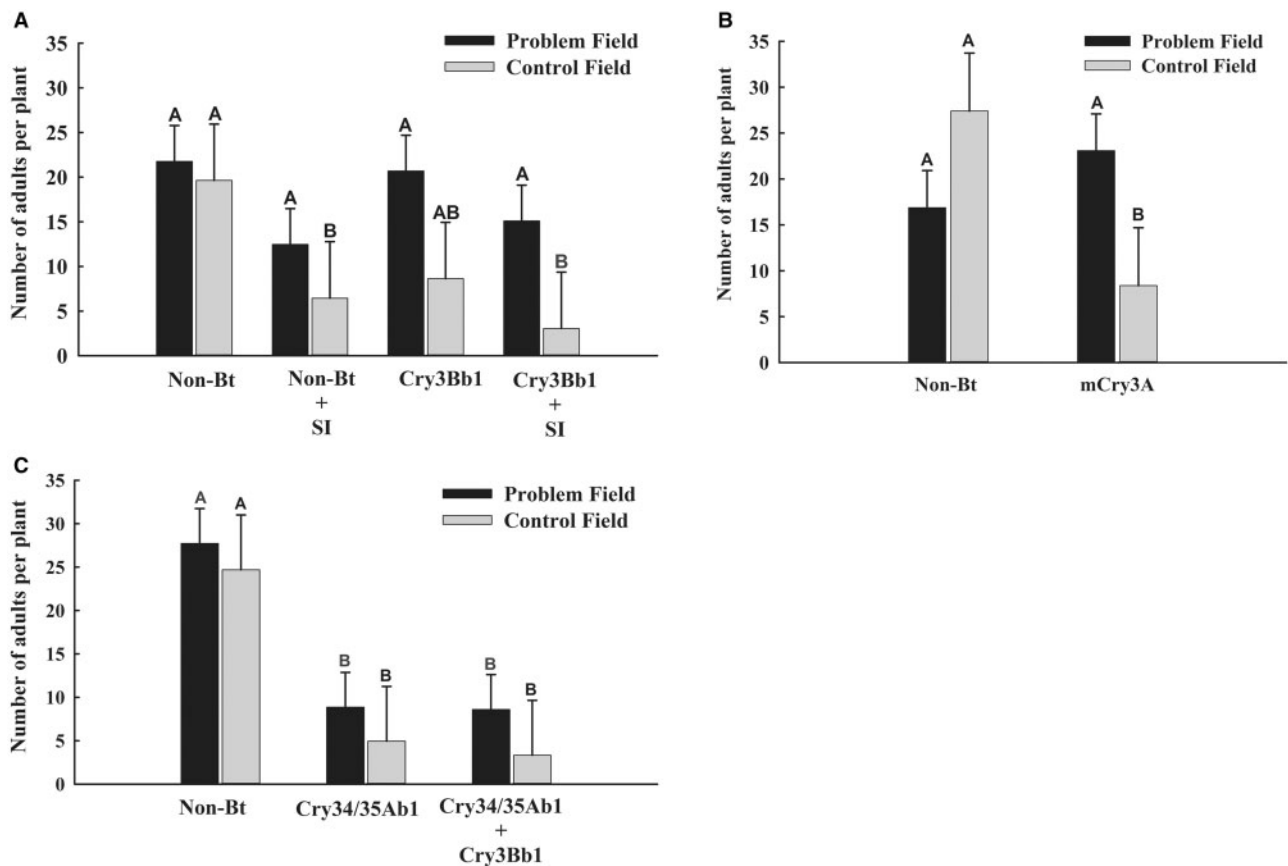 A
Number of adults per plant
35
30
25
20
15
10
5
0
Problem Field
Control Field
A A
A B
A AB
A B
Non-Bt
Non-Bt
+
SI
Cry3Bb1
Cry3Bb1
+
SI
B
Number of adults per plant
35
30
25
20
15
10
5
0
Problem Field
Control Field
A A
A B
Non-Bt
mCry3A
C
Number of adults per plant
35
30
25
20
15
10
5
0
Problem Field
Control Field
A A
B B
B B
Non-Bt
Cry34/35Ab1
Cry34/35Ab1
+
Cry3Bb1